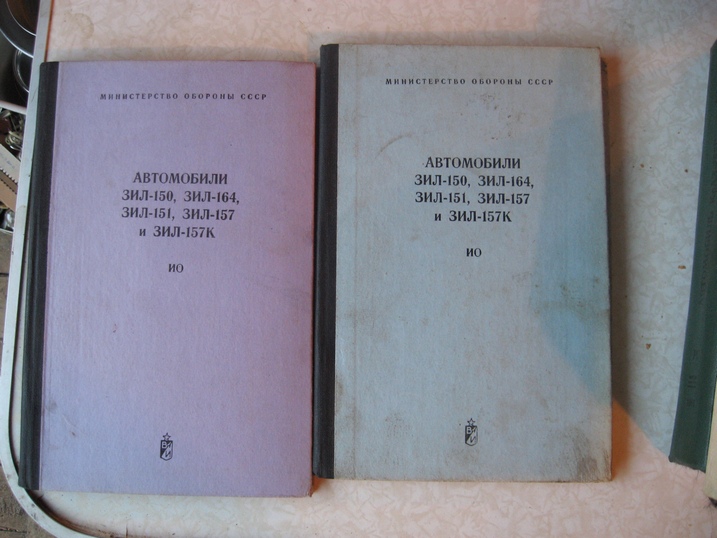 МИНИСТЕРСТВО ОБОРОНЫ СССР
АВТОМОБИЛИ
ЗИЛ-150, ЗИЛ-164,
ЗИЛ-151, ЗИЛ-157
и ЗИЛ-157К
ИО
МИНИСТЕРСТВО ОБОРОНЫ СССР
АВТОМОБИЛИ
ЗИЛ-150, ЗИЛ-164,
ЗИЛ-151, ЗИЛ-157
и ЗИЛ-157К
ИО